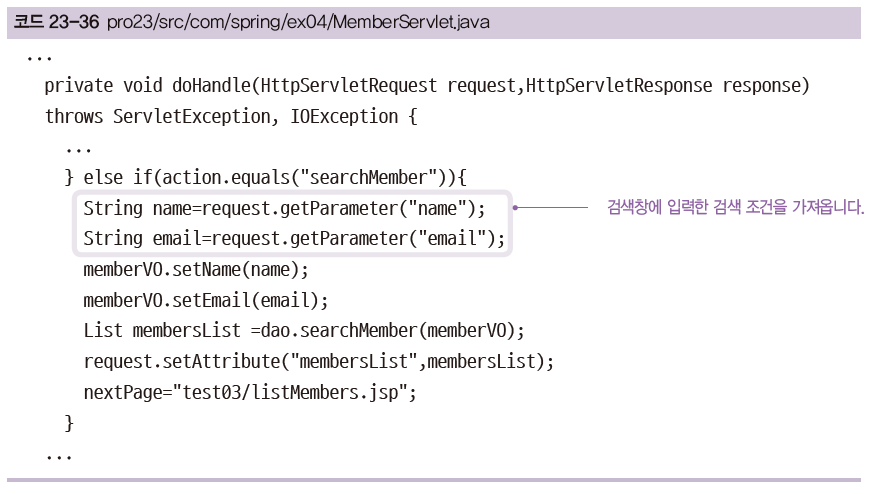 코드 23-36 pro23/src/com/spring/ex04/MemberServlet.java
...
private void doHandle(HttpServletRequest request,HttpServletResponse response)
throws ServletException, IOException {
...
} else if(action.equals("searchMember")){
String name=request.getParameter("name"); 검색창에 입력한 검색 조건을 가져옵니다.
String email=request.getParameter("email");
memberVO.setName(name);
memberVO.setEmail(email);
List membersList =dao.searchMember(memberVO);
request.setAttribute("membersList",membersList);
nextPage="test03/listMembers.jsp";
}
...